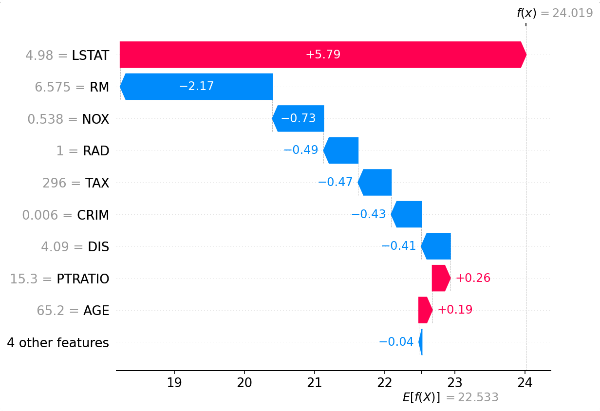 f(x) = 24.019
4.98 = LSTAT
+5.79
6.575 = RM
−2.17
0.538 = NOX
−0.73
1 = RAD
−0.49
296 = TAX
−0.47
0.006 = CRIM
−0.43
4.09 = DIS
−0.41
15.3 = PTRATIO
+0.26
65.2 = AGE
+0.19
4 other features
−0.04
19 20 21 22 23 24
E[f(X)] = 22.533